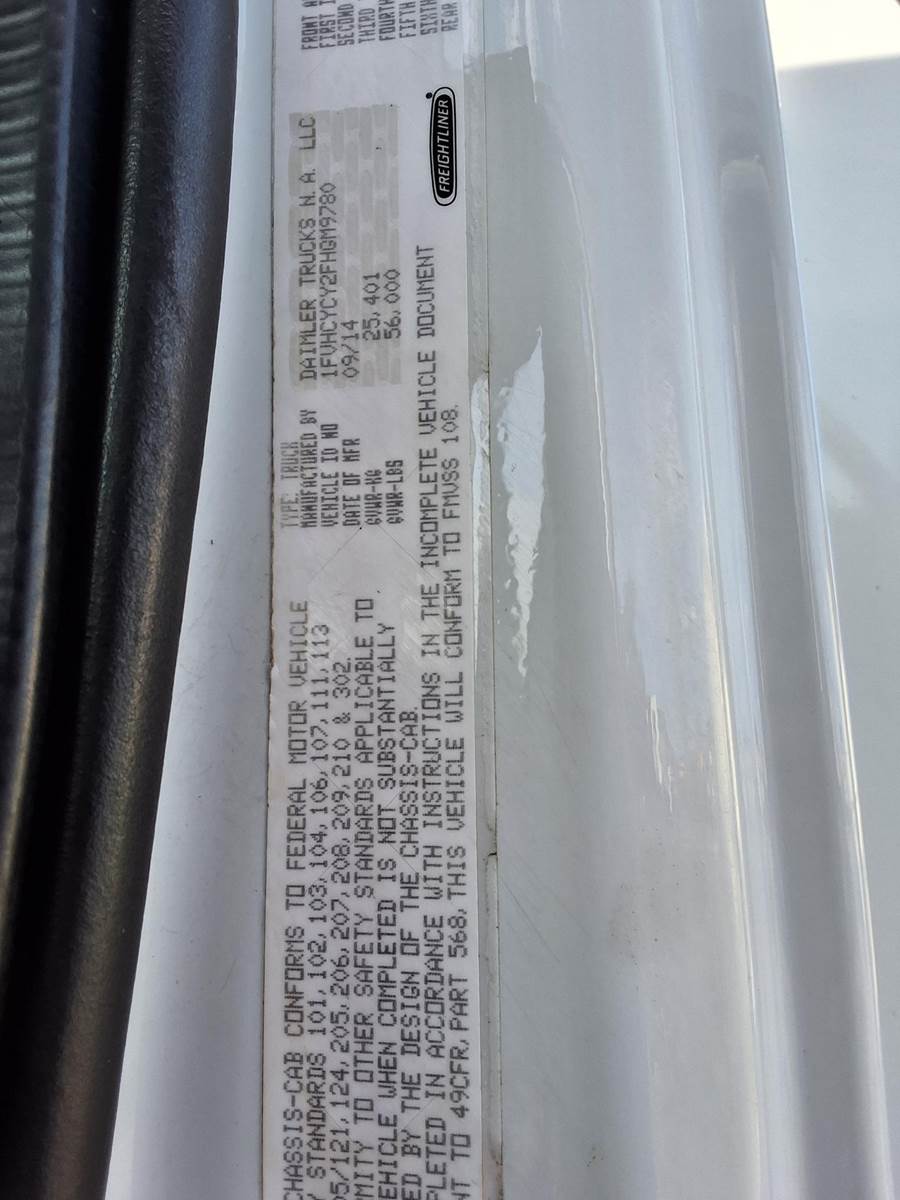 CHASSIS-CAB CONFORMS TO FEDERAL MOTOR VEHICLE
STANDARDS 101, 102, 103, 104, 106, 107, 111, 113
05/121, 124, 205, 206, 207, 208, 209, 210 & 302.
MITY TO OTHER SAFETY STANDARDS APPLICABLE TO
EHICLE WHEN COMPLETED IS NOT SUBSTANTIALLY
ED BY THE DESIGN OF THE CHASSIS-CAB.
PLETED IN ACCORDANCE WITH INSTRUCTIONS IN THE INCOMPLETE VEHICLE DOCUMENT
NT TO 49CFR, PART 568, THIS VEHICLE WILL CONFORM TO FMVSS 108.
TYPE: TRUCK
MANUFACTURED BY DAIMLER TRUCKS N.A. LLC
VEHICLE ID NO 1FVHCYCY2FHGM9780
DATE OF MFR 09/14
GVWR-KG 25,401
GVWR-LBS 56,000
FREIGHTLINER
FRONT
FIRST
SECOND
THIRD
FOURTH
FIFTH
SIXTH
REAR